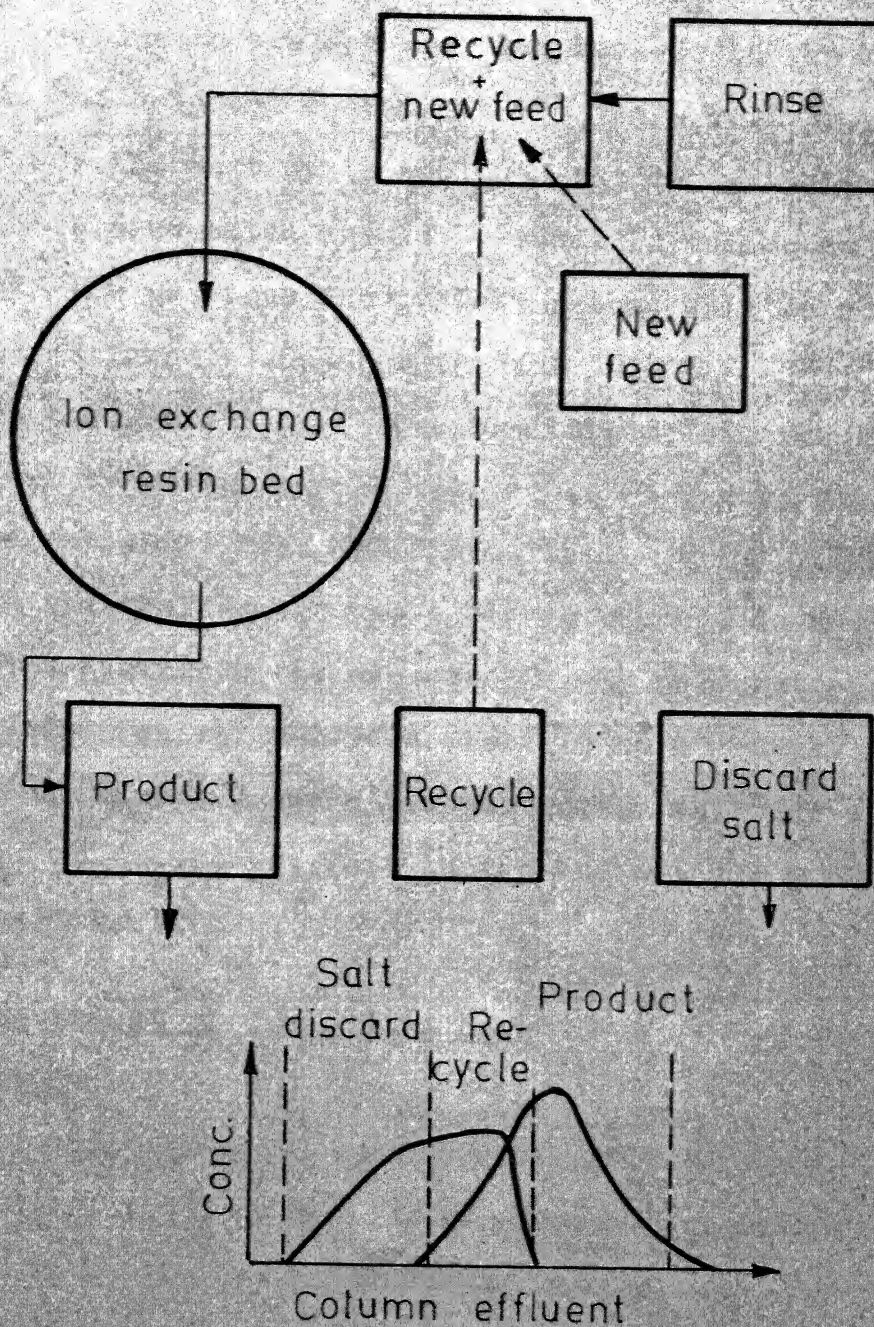 Recycle
+
new feed
Rinse
New
feed
Ion exchange
resin bed
Product
Recycle
Discard
salt
Salt
discard
Re-
cycle
Product
Conc.
Column effluent